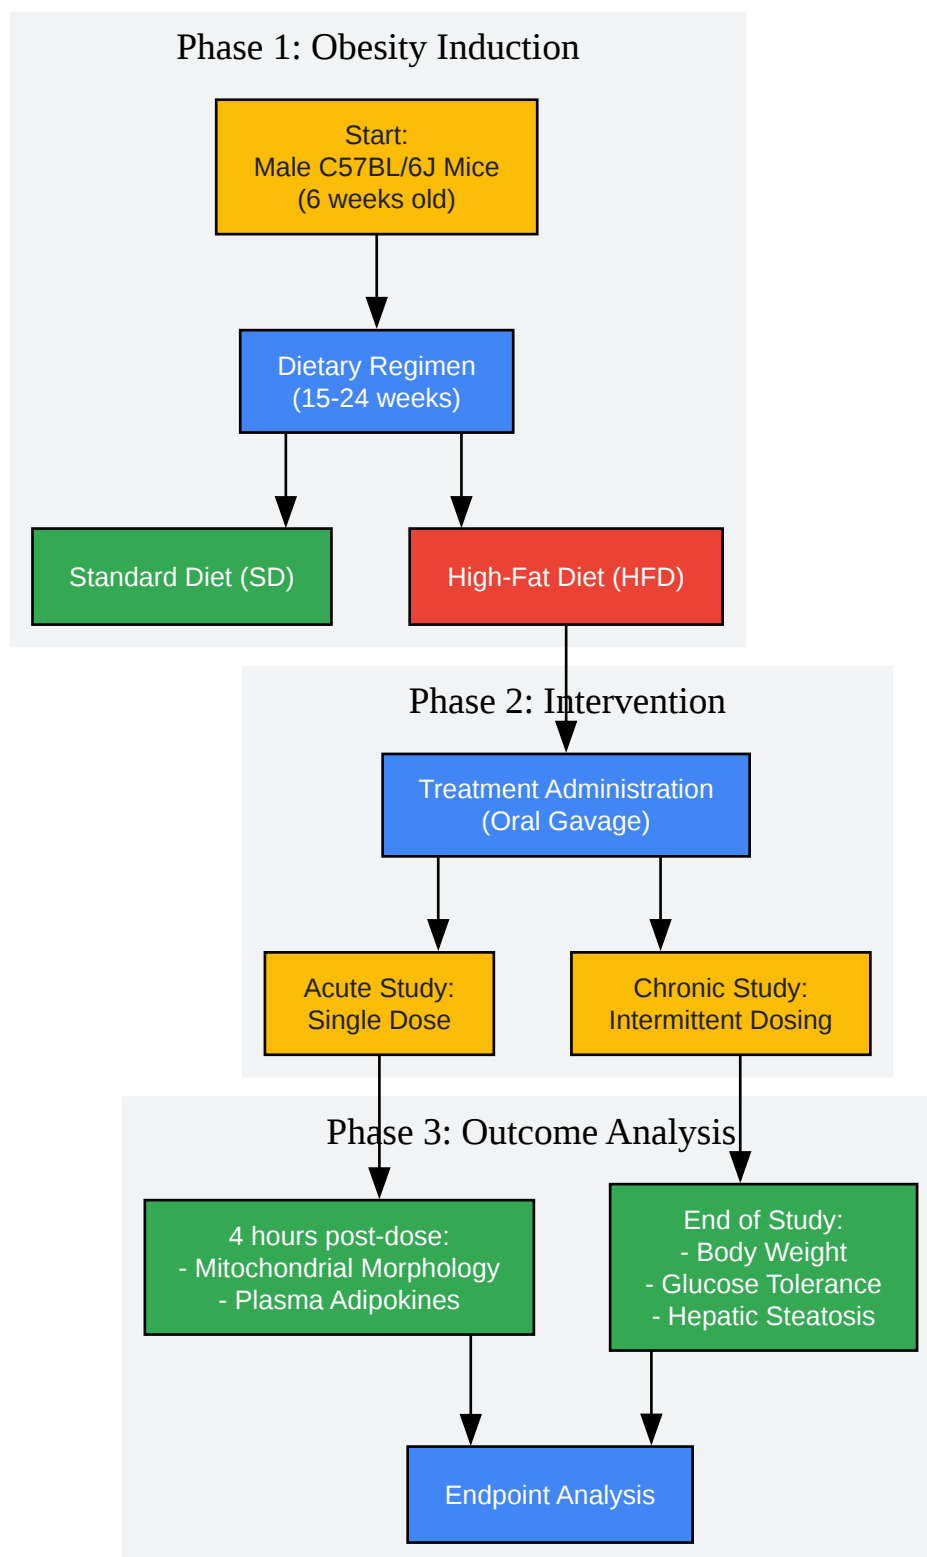 Phase 1: Obesity Induction
Start:
Male C57BL/6J Mice
(6 weeks old)
Dietary Regimen
(15-24 weeks)
Standard Diet (SD)
High-Fat Diet (HFD)
Phase 2: Intervention
Treatment Administration
(Oral Gavage)
Acute Study:
Single Dose
Chronic Study:
Intermittent Dosing
Phase 3: Outcome Analysis
4 hours post-dose:
- Mitochondrial Morphology
- Plasma Adipokines
End of Study:
- Body Weight
- Glucose Tolerance
- Hepatic Steatosis
Endpoint Analysis